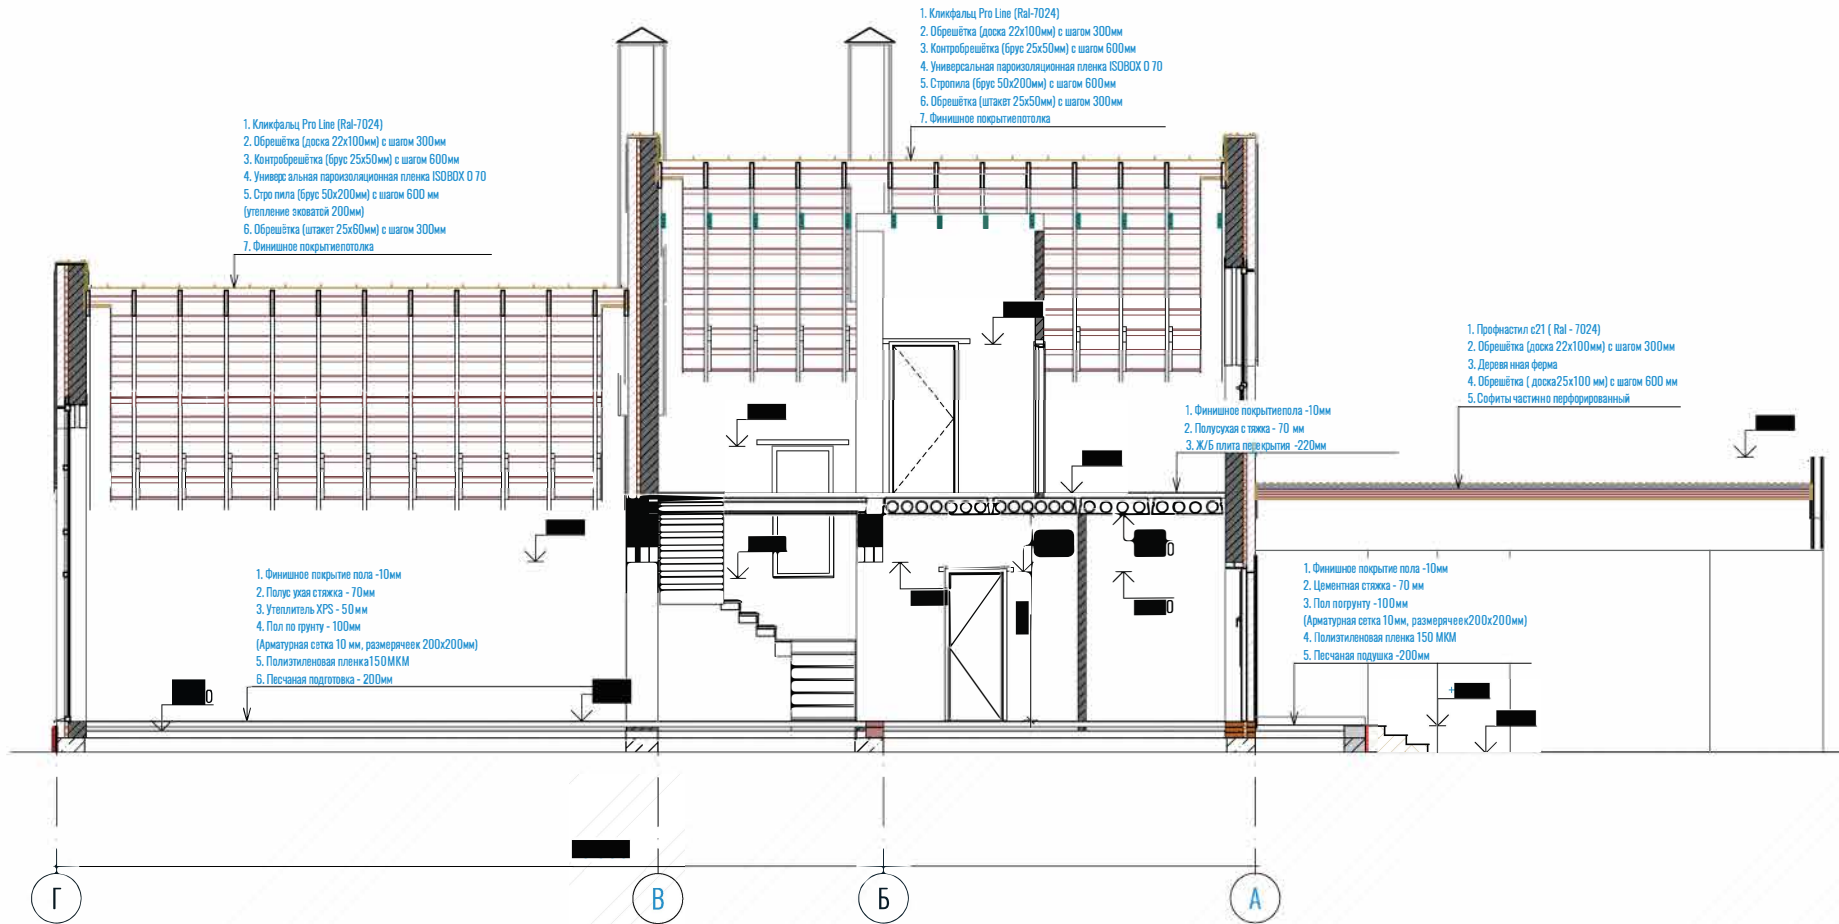 1. Кликфальц Pro Line (Ral-7024)
2. Обрешётка (доска 22х100мм) с шагом 300мм
3. Контробрешётка (брус 25х50мм) с шагом 600мм
4. Универсальная пароизоляционная пленка ISOBOX D 70
5. Стропила (брус 50х200мм) с шагом 600мм
6. Обрешётка (штакет 25х50мм) с шагом 300мм
7. Финишное покрытиепотолка
1. Кликфальц Pro Line (Ral-7024)
2. Обрешётка (доска 22х100мм) с шагом 300мм
3. Контробрешётка (брус 25х50мм) с шагом 600мм
4. Универс альная пароизоляционная пленка ISOBOX D 70
5. Стро пила (брус 50х200мм) с шагом 600 мм
(утепление эковатой 200мм)
6. Обрешётка (штакет 25х60мм) с шагом 300мм
7. Финишное покрытиепотолка
1. Профнастил с21 ( Ral - 7024)
2. Обрешётка (доска 22х100мм) с шагом 300мм
3. Деревя нная ферма
4. Обрешётка ( доска25х100 мм) с шагом 600 мм
5. Софиты частично перфорированный
1. Финишное покрытиепола -10мм
2. Полусухая с тяжка - 70 мм
3. Ж/Б плита перекрытия -220мм
1. Финишное покрытие пола -10мм
2. Полус ухая стяжка - 70мм
3. Утеплитель XPS - 50мм
4. Пол по грунту - 100мм
(Арматурная сетка 10 мм, размерячеек 200х200мм)
5. Полиэтиленовая пленка150МКМ
6. Песчаная подготовка - 200мм
1. Финишное покрытие пола -10мм
2. Цементная стяжка - 70 мм
3. Пол погрунту -100мм
(Арматурная сетка 10мм, размерячеек200х200мм)
4. Полиэтиленовая пленка 150 МКМ
5. Песчаная подушка -200мм
0
0
0
+
Г
В
Б
А